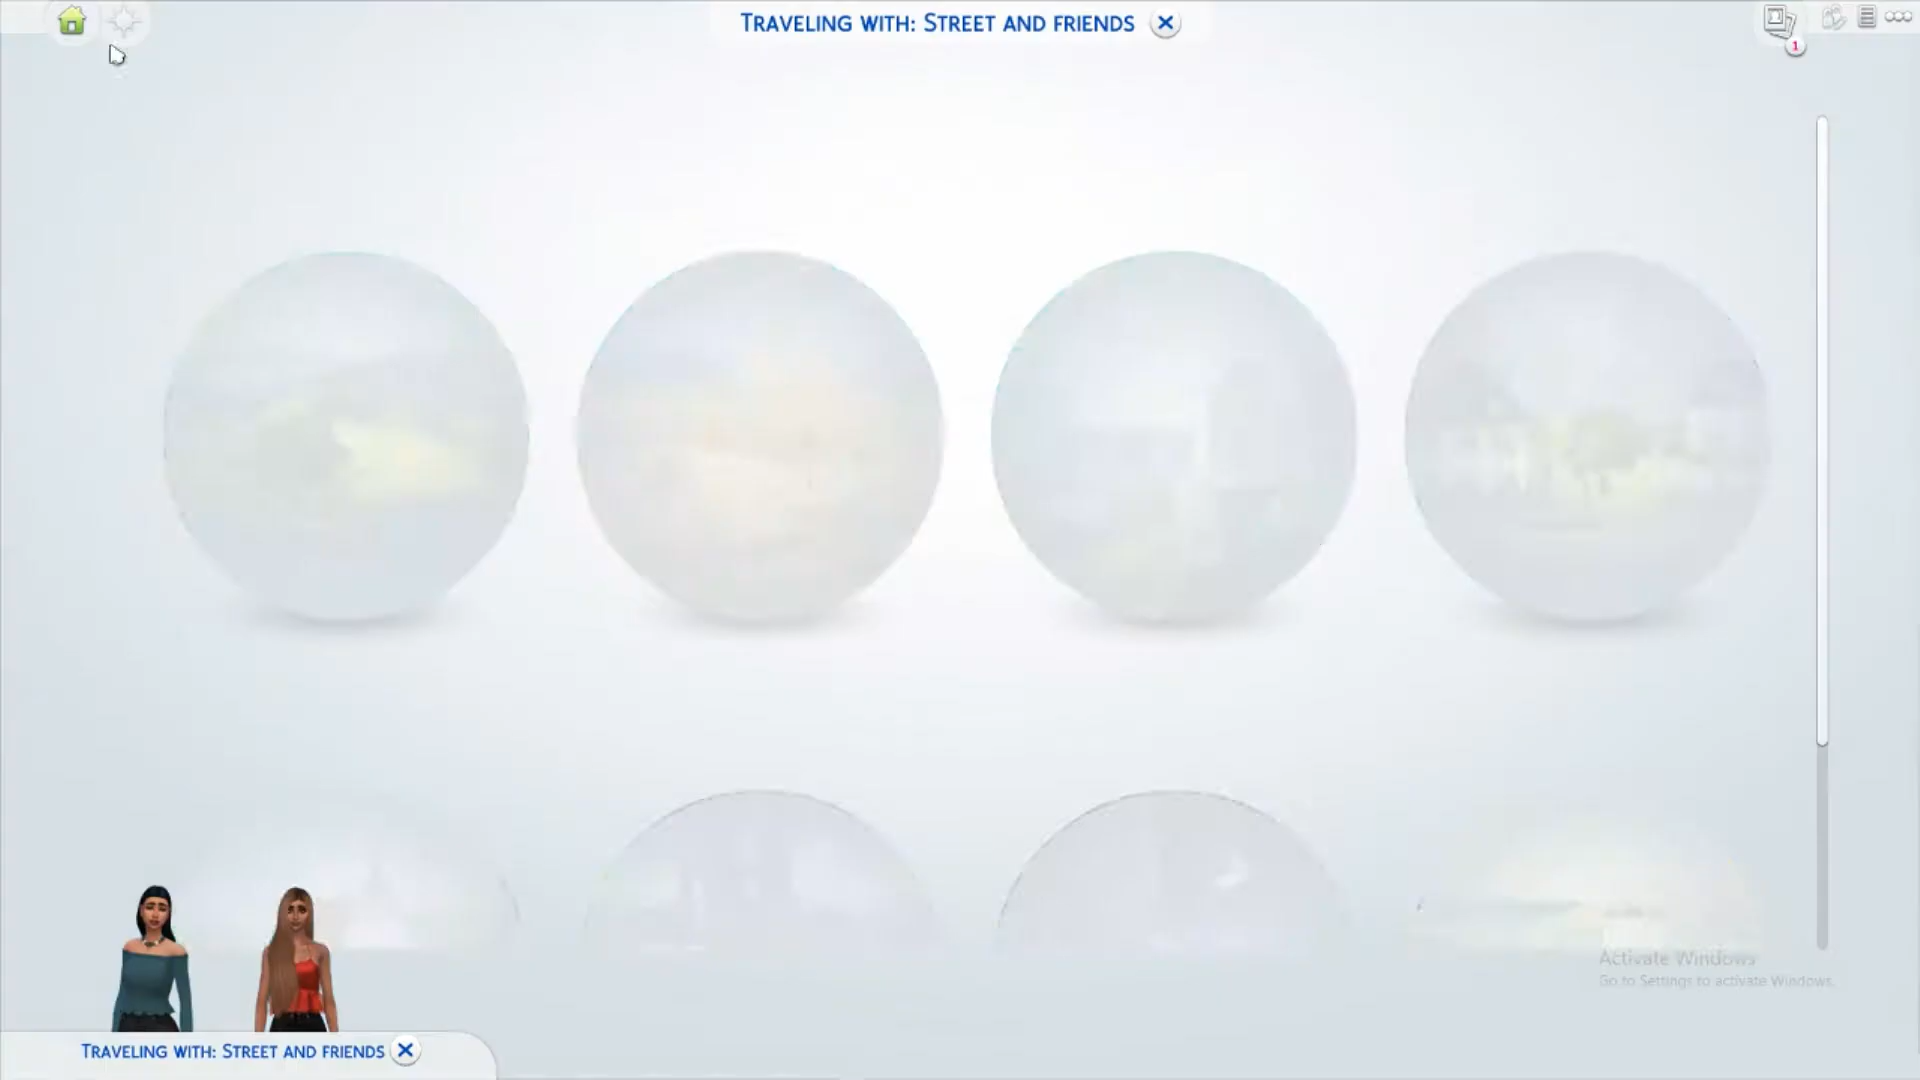 TRAVELING WITH: STREET AND FRIENDS
1
Activate Windows
Go to Settings to activate Windows.
TRAVELING WITH: STREET AND FRIENDS